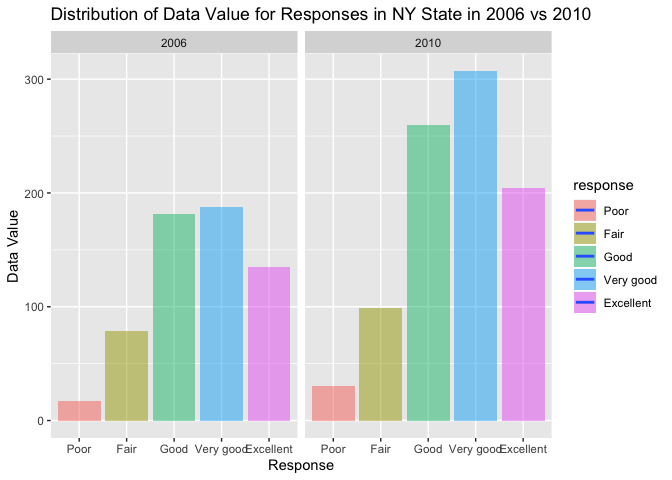 Distribution of Data Value for Responses in NY State in 2006 vs 2010
2006
2010
Data Value
300
200
100
0
Poor
Fair
Good
Very good
Excellent
Poor
Fair
Good
Very good
Excellent
Response
response
Poor
Fair
Good
Very good
Excellent